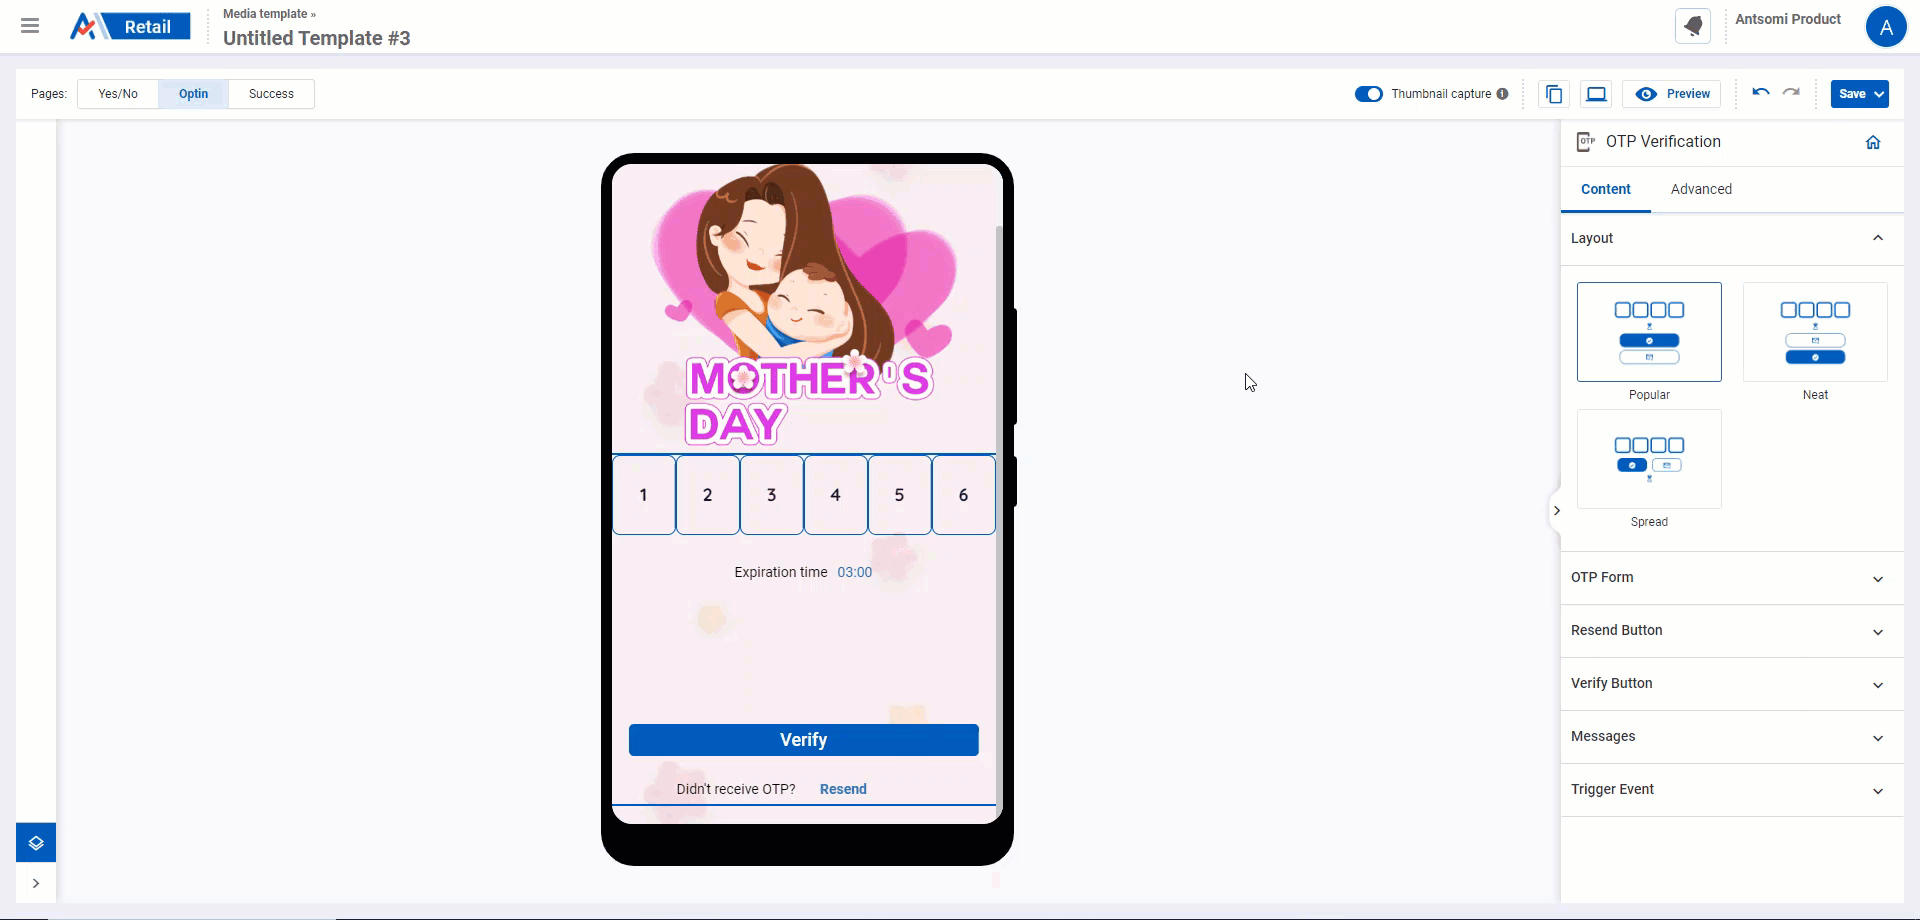 Retail
Media template »
Untitled Template #3
Antsomi Product
A
Pages:
Yes/No
Optin
Success
Thumbnail capture
Preview
Save
OTP
OTP Verification
Content
Advanced
Layout
Popular
Neat
Spread
OTP Form
Resend Button
Verify Button
Messages
Trigger Event
MOTHER'S
DAY
1 2 3 4 5 6
Expiration time 03:00
Verify
Didn't receive OTP? Resend